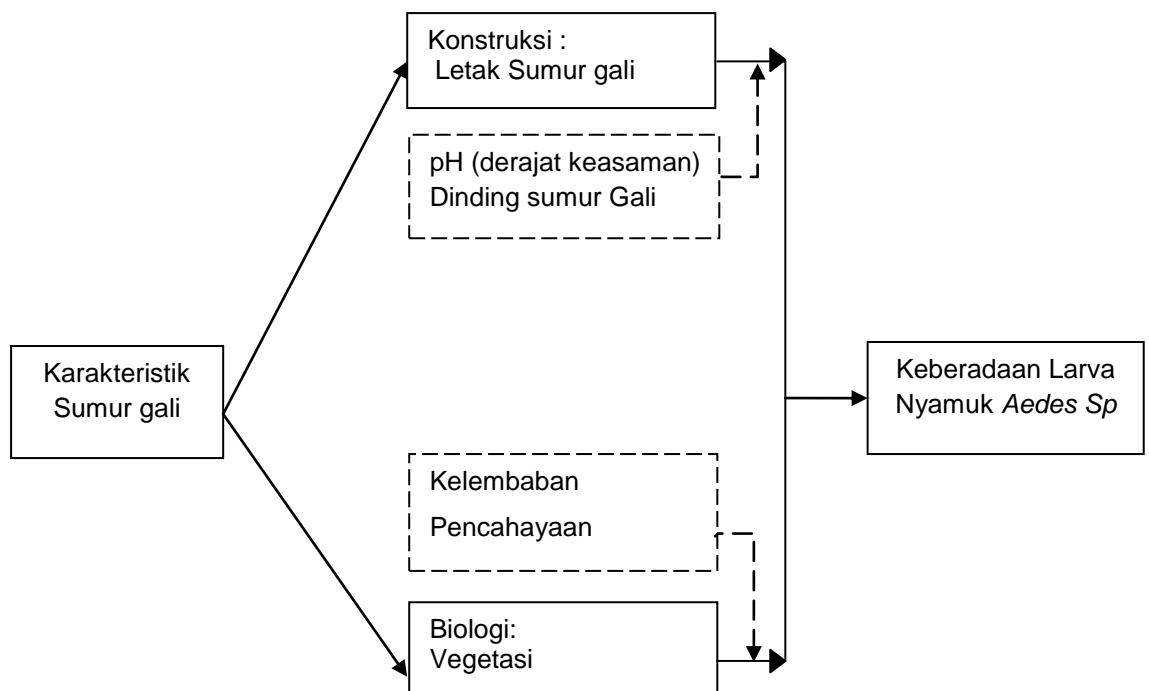 Konstruksi :
Letak Sumur gali
pH (derajat keasaman)
Dinding sumur Gali
Karakteristik
Sumur gali
Keberadaan Larva
Nyamuk Aedes Sp
Kelembaban
Pencahayaan
Biologi:
Vegetasi